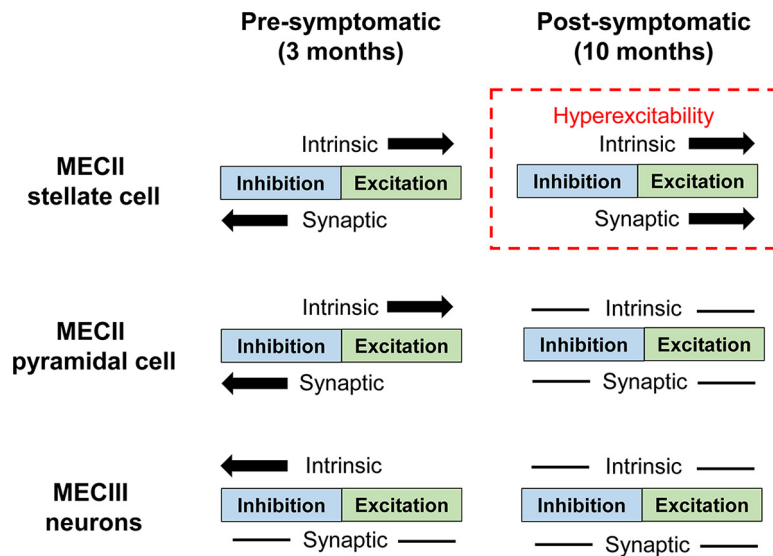 Pre-symptomatic
(3 months)
Post-symptomatic
(10 months)
MECII
stellate cell
Intrinsic
Inhibition Excitation
Synaptic
Hyperexcitability
Intrinsic
Inhibition Excitation
Synaptic
MECII
pyramidal cell
Intrinsic
Inhibition Excitation
Synaptic
Intrinsic
Inhibition Excitation
Synaptic
MECIII
neurons
Intrinsic
Inhibition Excitation
Synaptic
Intrinsic
Inhibition Excitation
Synaptic